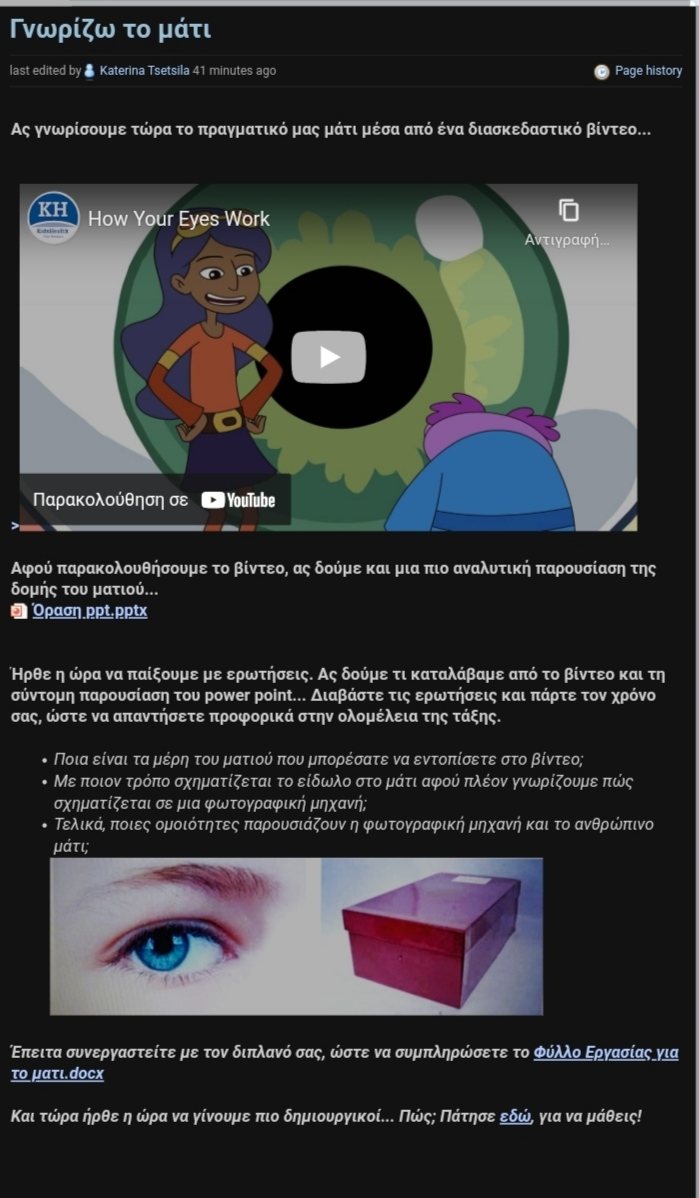 Γνωρίζω το μάτι
last edited by Katerina Tsetsila 41 minutes ago
Page history
Ας γνωρίσουμε τώρα το πραγματικό μας μάτι μέσα από ένα διασκεδαστικό βίντεο...
KH
How Your Eyes Work
Αντιγραφή...
Παρακολούθηση σε YouTube
>
Αφού παρακολουθήσουμε το βίντεο, ας δούμε και μια πιο αναλυτική παρουσίαση της
δομής του ματιού...
Όραση ppt.pptx
Ήρθε η ώρα να παίξουμε με ερωτήσεις. Ας δούμε τι καταλάβαμε από το βίντεο και τη
σύντομη παρουσίαση του power point... Διαβάστε τις ερωτήσεις και πάρτε τον χρόνο
σας, ώστε να απαντήσετε προφορικά στην ολομέλεια της τάξης.
• Ποια είναι τα μέρη του ματιού που μπορέσατε να εντοπίσετε στο βίντεο;
• Με ποιον τρόπο σχηματίζεται το είδωλο στο μάτι αφού πλέον γνωρίζουμε πώς
σχηματίζεται σε μια φωτογραφική μηχανή;
• Τελικά, ποιες ομοιότητες παρουσιάζουν η φωτογραφική μηχανή και το ανθρώπινο
μάτι;
Έπειτα συνεργαστείτε με τον διπλανό σας, ώστε να συμπληρώσετε το Φύλλο Εργασίας για
το ματι.docx
Και τώρα ήρθε η ώρα να γίνουμε πιο δημιουργικοί... Πώς; Πάτησε εδώ, για να μάθεις!